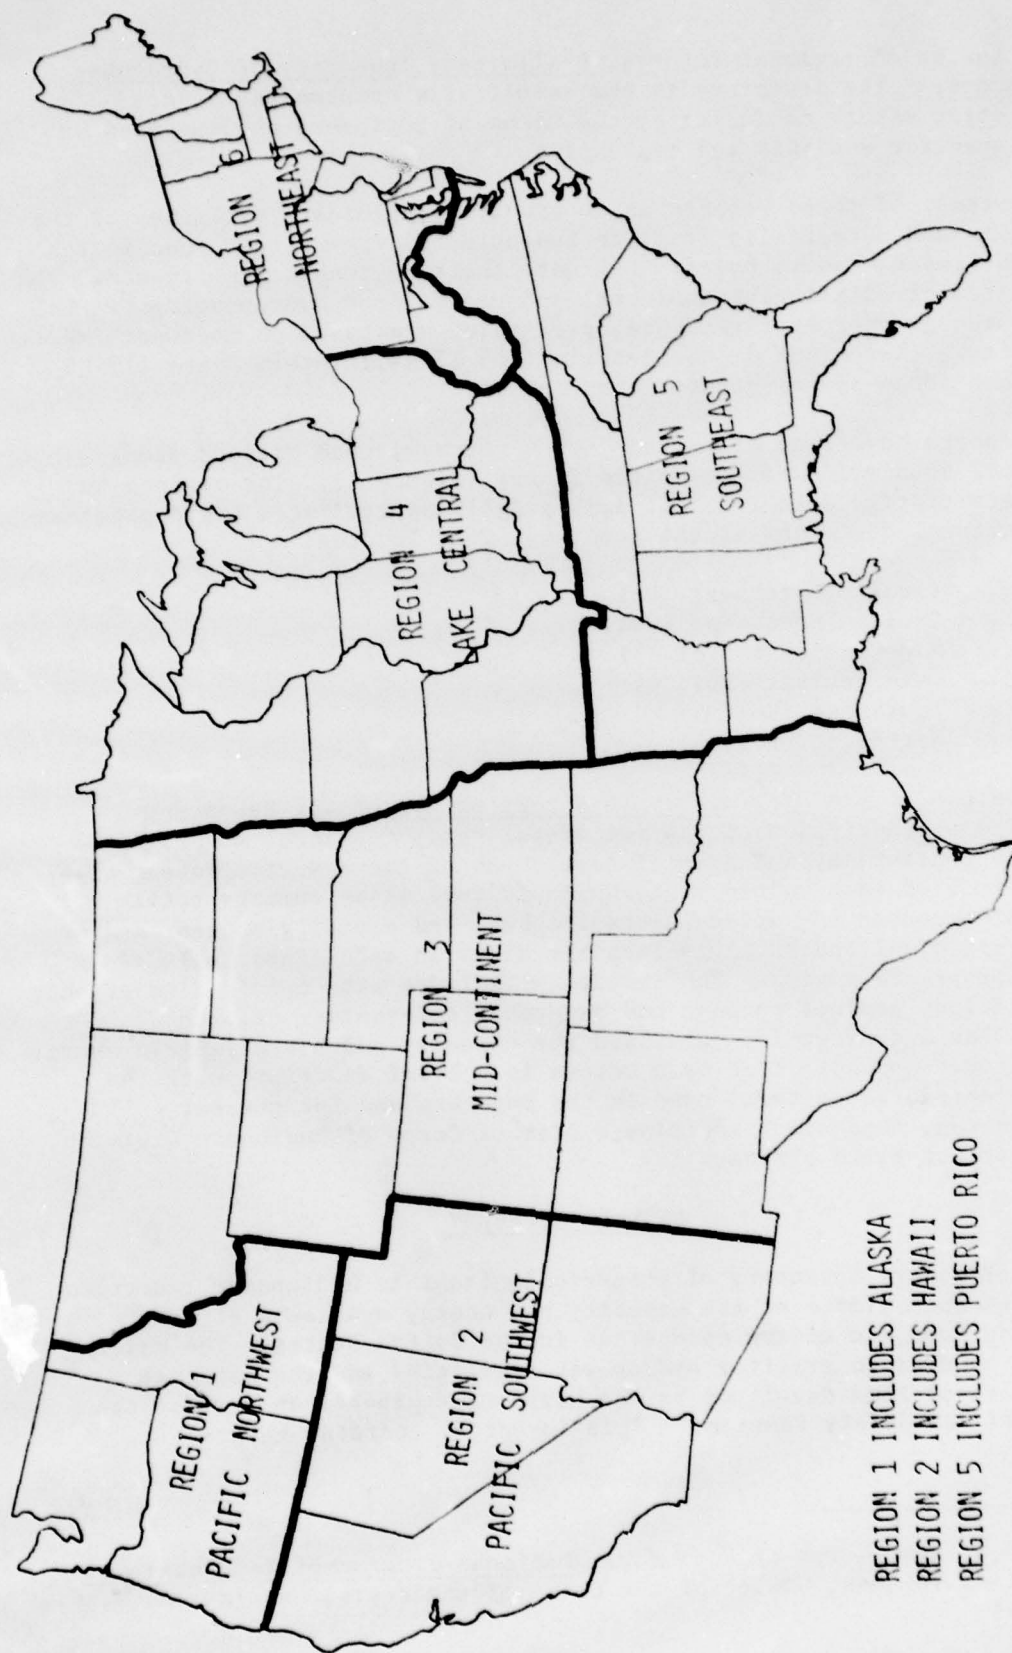 REGION 1
PACIFIC NORTHWEST
REGION 2
PACIFIC SOUTHWEST
REGION 3
MID-CONTINENT
REGION 4
LAKE CENTRAL
REGION 5
SOUTHEAST
REGION 6
NORTHEAST
REGION 1 INCLUDES ALASKA
REGION 2 INCLUDES HAWAII
REGION 5 INCLUDES PUERTO RICO